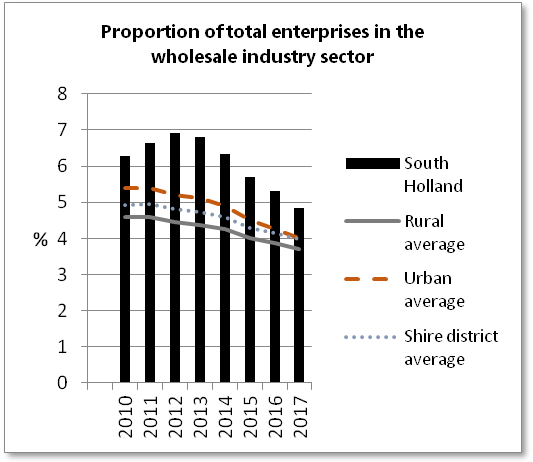 Proportion of total enterprises in the
wholesale industry sector
8
7
6
5
4
3
2
1
0
%
2010
2011
2012
2013
2014
2015
2016
2017
South
Holland
Rural
average
Urban
average
Shire district
average